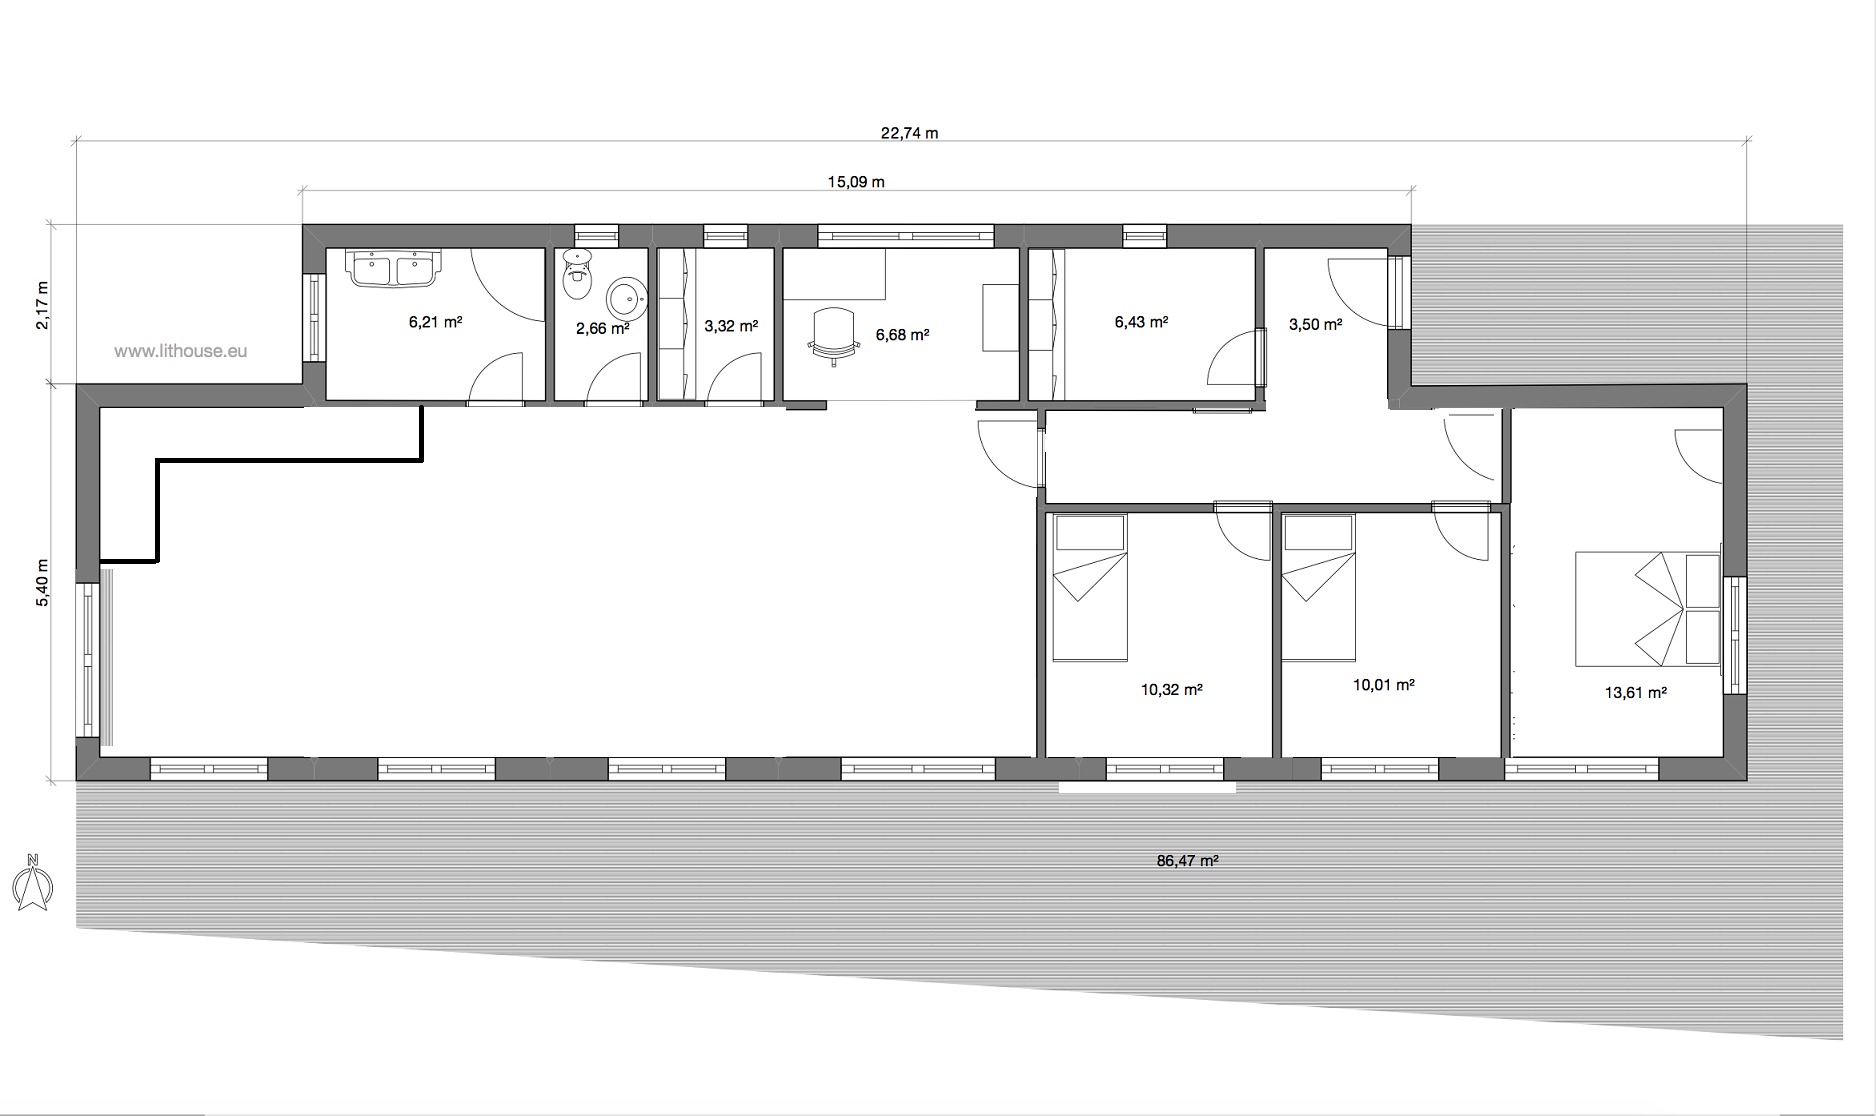 22,74 m
15,09 m
2,17 m
www.lithouse.eu
6,21 m²
2,66 m²
3,32 m²
6,68 m²
6,43 m²
3,50 m²
5,40 m
10,32 m²
10,01 m²
13,61 m²
86,47 m²
N